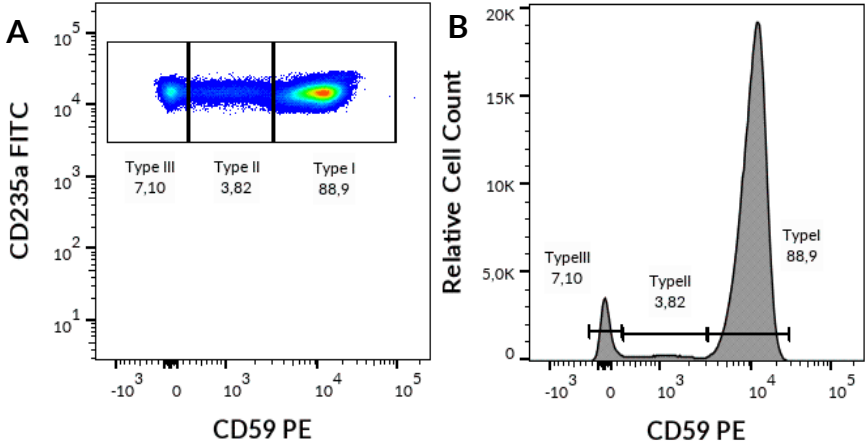 A
10^5
10^4
10^3
10^2
10^1
CD235a FITC
Type III
7,10
Type II
3,82
Type I
88,9
-10^3 0 10^3 10^4 10^5
CD59 PE
B
20K
15K
10K
5,0K
0
Relative Cell Count
TypeIII
7,10
TypeII
3,82
TypeI
88,9
-10^3 0 10^3 10^4 10^5
CD59 PE